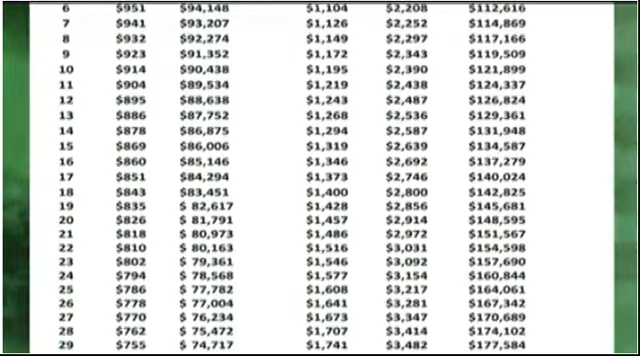 6 $951 $94,148 $1,104 $2,208 $112,616
7 $941 $93,207 $1,126 $2,252 $114,869
8 $932 $92,274 $1,149 $2,297 $117,166
9 $923 $91,352 $1,172 $2,343 $119,509
10 $914 $90,438 $1,195 $2,390 $121,899
11 $904 $89,534 $1,219 $2,438 $124,337
12 $895 $88,638 $1,243 $2,487 $126,824
13 $886 $87,752 $1,268 $2,536 $129,361
14 $878 $86,875 $1,294 $2,587 $131,948
15 $869 $86,006 $1,319 $2,639 $134,587
16 $860 $85,146 $1,346 $2,692 $137,279
17 $851 $84,294 $1,373 $2,746 $140,024
18 $843 $83,451 $1,400 $2,800 $142,825
19 $835 $ 82,617 $1,428 $2,856 $145,681
20 $826 $ 81,791 $1,457 $2,914 $148,595
21 $818 $ 80,973 $1,486 $2,972 $151,567
22 $810 $ 80,163 $1,516 $3,031 $154,598
23 $802 $ 79,361 $1,546 $3,092 $157,690
24 $794 $ 78,568 $1,577 $3,154 $160,844
25 $786 $ 77,782 $1,608 $3,217 $164,061
26 $778 $ 77,004 $1,641 $3,281 $167,342
27 $770 $ 76,234 $1,673 $3,347 $170,689
28 $762 $ 75,472 $1,707 $3,414 $174,102
29 $755 $ 74,717 $1,741 $3,482 $177,584